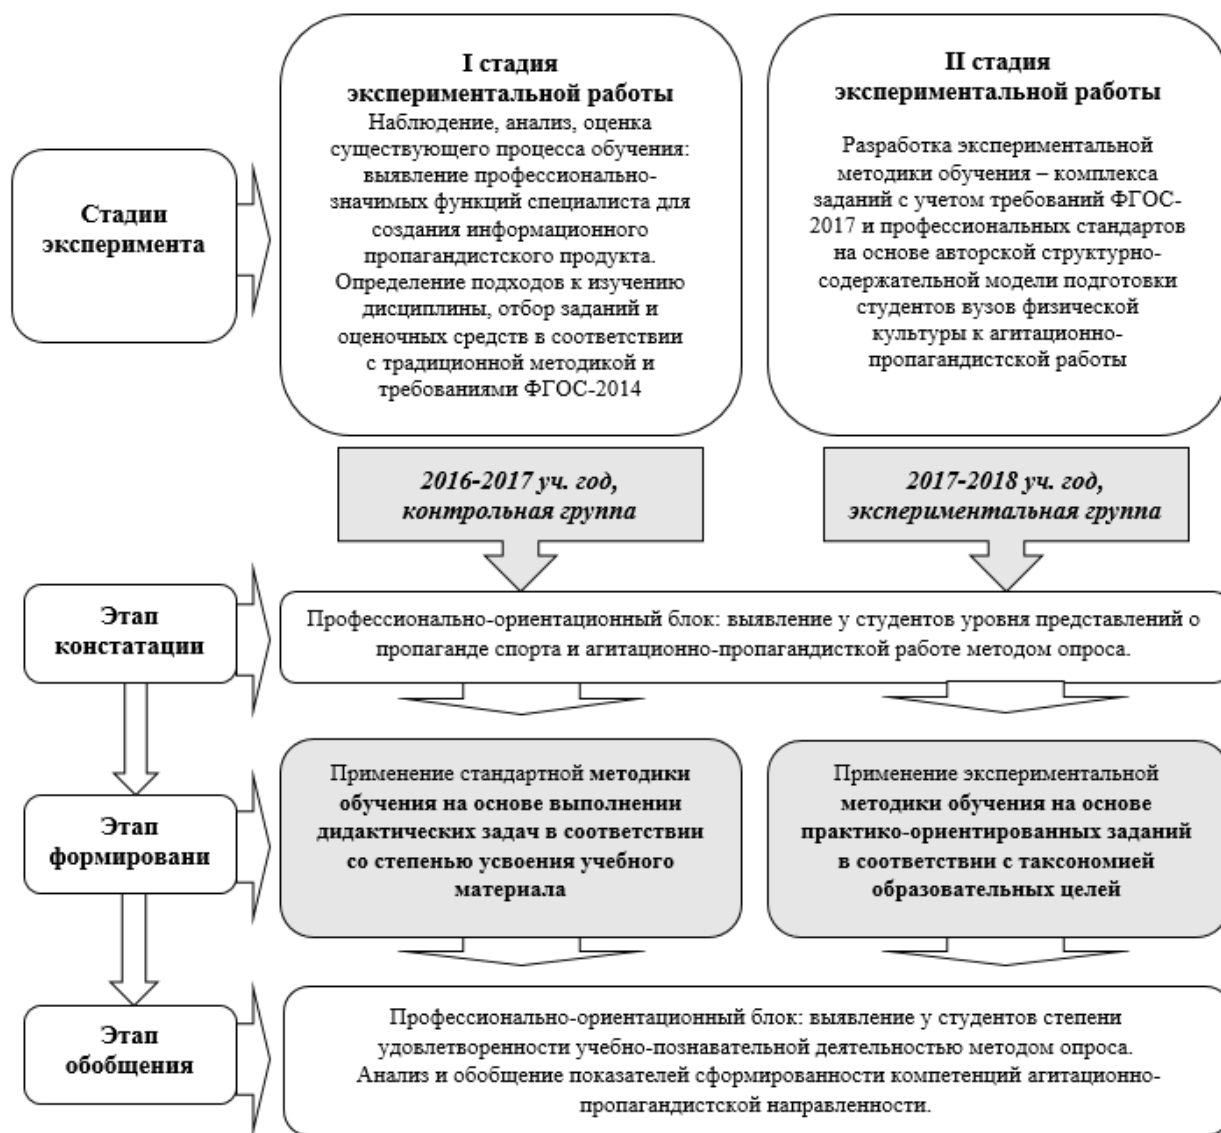 Стадии
эксперимента
I стадия
экспериментальной работы
Наблюдение, анализ, оценка
существующего процесса обучения:
выявление профессионально-
значимых функций специалиста для
создания информационного
пропагандистского продукта.
Определение подходов к изучению
дисциплины, отбор заданий и
оценочных средств в соответствии
с традиционной методикой и
требованиями ФГОС-2014
II стадия
экспериментальной работы
Разработка экспериментальной
методики обучения – комплекса
заданий с учетом требований ФГОС-
2017 и профессиональных стандартов
на основе авторской структурно-
содержательной модели подготовки
студентов вузов физической
культуры к агитационно-
пропагандистской работы
2016-2017 уч. год,
контрольная группа
2017-2018 уч. год,
экспериментальная группа
Этап
констатации
Профессионально-ориентационный блок: выявление у студентов уровня представлений о
пропаганде спорта и агитационно-пропагандисткой работе методом опроса.
Этап
формировани
Применение стандартной методики
обучения на основе выполнении
дидактических задач в соответствии
со степенью усвоения учебного
материала
Применение экспериментальной
методики обучения на основе
практико-ориентированных заданий
в соответствии с таксономией
образовательных целей
Этап
обобщения
Профессионально-ориентационный блок: выявление у студентов степени
удовлетворенности учебно-познавательной деятельностью методом опроса.
Анализ и обобщение показателей сформированности компетенций агитационно-
пропагандистской направленности.